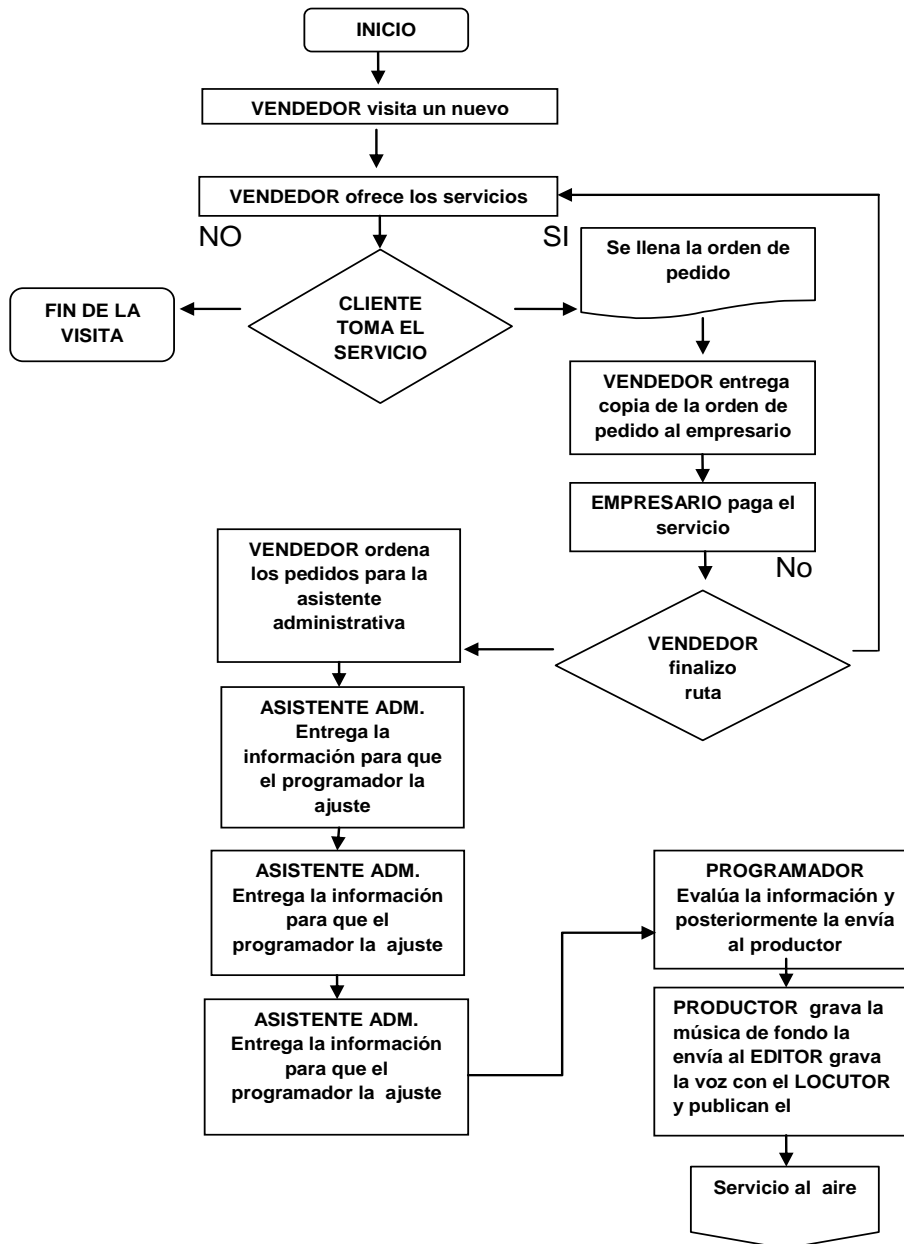 INICIO
VENDEDOR visita un nuevo
VENDEDOR ofrece los servicios
NO
SI
CLIENTE
TOMA EL
SERVICIO
FIN DE LA
VISITA
Se llena la orden de
pedido
VENDEDOR entrega
copia de la orden de
pedido al empresario
EMPRESARIO paga el
servicio
No
VENDEDOR
finalizo
ruta
VENDEDOR ordena
los pedidos para la
asistente
administrativa
ASISTENTE ADM.
Entrega la
información para que
el programador la
ajuste
ASISTENTE ADM.
Entrega la información
para que el
programador la ajuste
ASISTENTE ADM.
Entrega la información
para que el
programador la ajuste
PROGRAMADOR
Evalúa la información y
posteriormente la envía
al productor
PRODUCTOR grava la
música de fondo la
envía al EDITOR grava
la voz con el LOCUTOR
y publican el
Servicio al aire